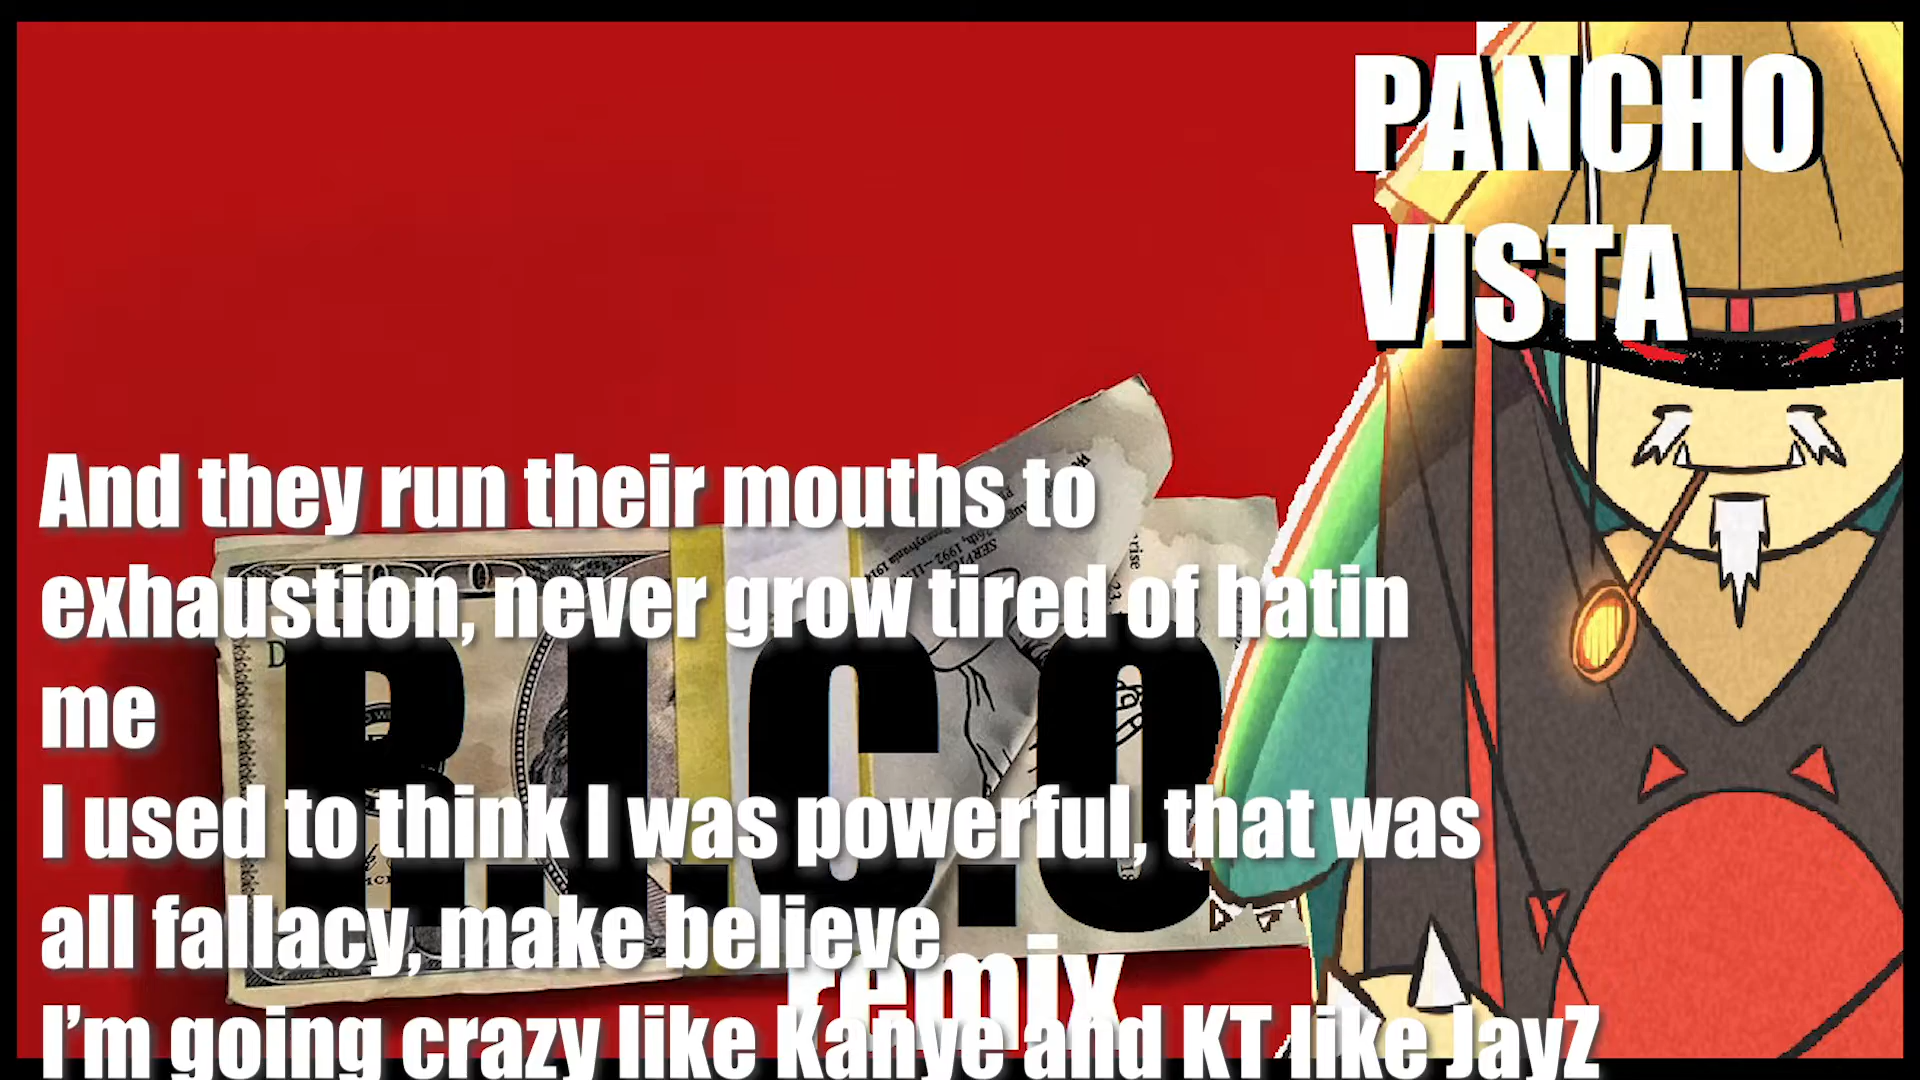 PANCHO
VISTA
And they run their mouths to
exhaustion, never grow tired of hatin
me
R.I.C.O
I used to think I was powerful, that was
all fallacy, make believe
remix
I’m going crazy like Kanye and KT like JayZ